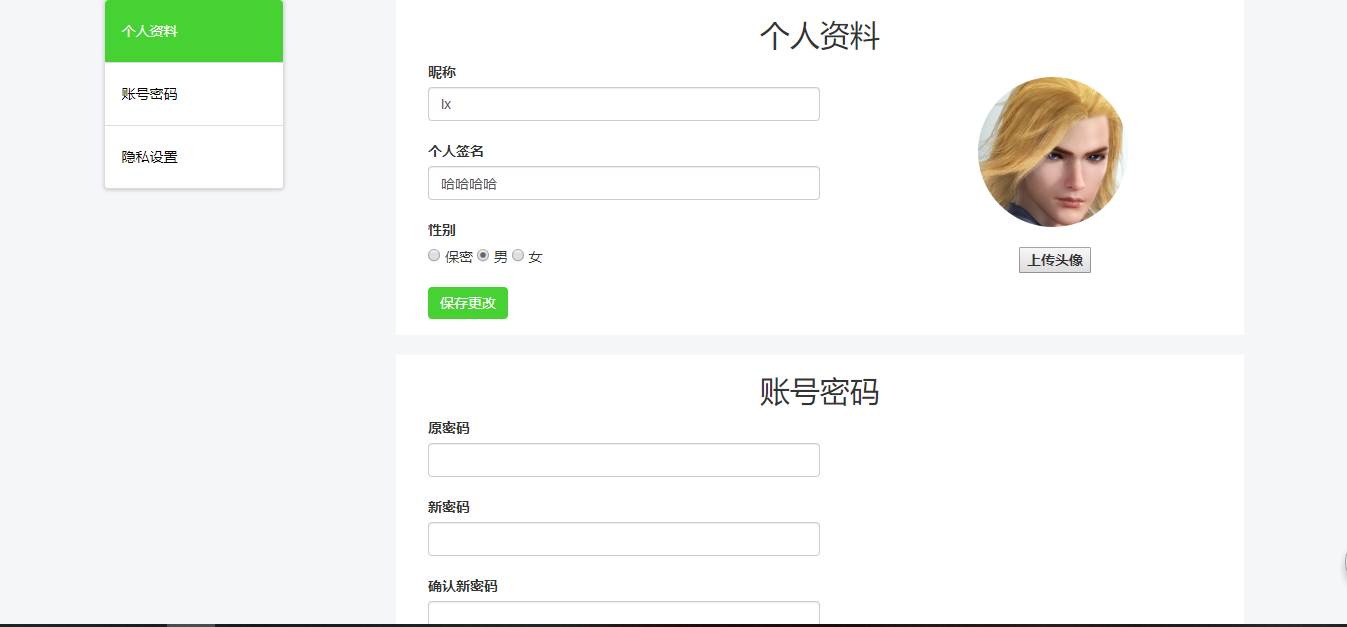 个人资料
账号密码
隐私设置
个人资料
昵称
lx
个人签名
哈哈哈哈
性别
保密 男 女
保存更改
上传头像
账号密码
原密码
新密码
确认新密码